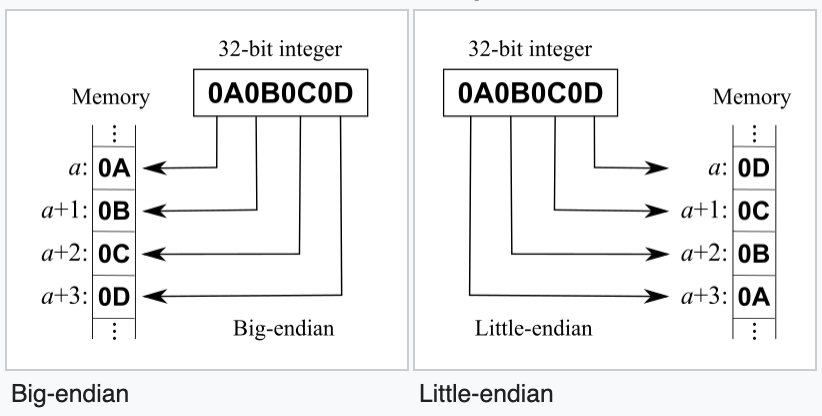 32-bit integer
0A0B0C0D
Memory
⋮
a: 0A
a+1: 0B
a+2: 0C
a+3: 0D
⋮
Big-endian
32-bit integer
0A0B0C0D
Memory
⋮
a: 0D
a+1: 0C
a+2: 0B
a+3: 0A
⋮
Little-endian
Big-endian
Little-endian